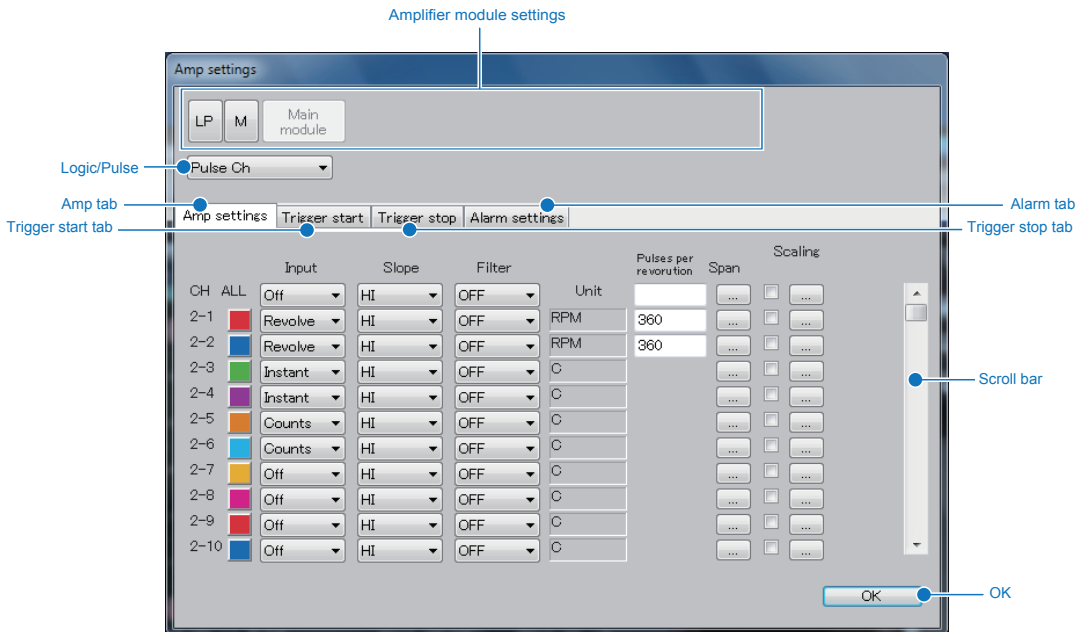 Amplifier module settings
Amp settings
LP M Main module
Logic/Pulse Pulse Ch
Amp tab Alarm tab
Amp settings Trigger start Trigger stop Alarm settings
Trigger start tab Trigger stop tab
Input Slope Filter Pulses per revorution Span Scaling
CH ALL Off HI OFF Unit ... ...
2-1 Revolve HI OFF RPM 360 ... ...
2-2 Revolve HI OFF RPM 360 ... ...
2-3 Instant HI OFF C ... ...
2-4 Instant HI OFF C ... ...
Scroll bar
2-5 Counts HI OFF C ... ...
2-6 Counts HI OFF C ... ...
2-7 Off HI OFF C ... ...
2-8 Off HI OFF C ... ...
2-9 Off HI OFF C ... ...
2-10 Off HI OFF C ... ...
OK OK